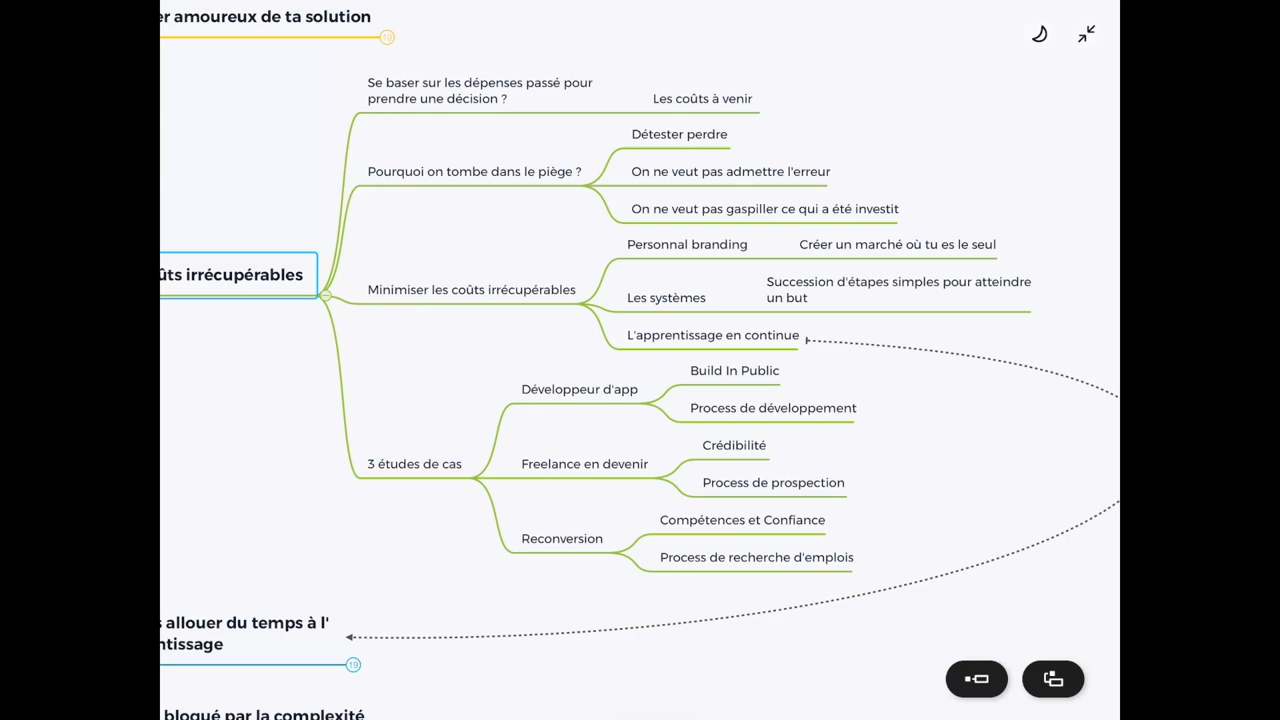 amoureux de ta solution
19
Se baser sur les dépenses passé pour
prendre une décision ?
Les coûts à venir
Détester perdre
Pourquoi on tombe dans le piège ?
On ne veut pas admettre l'erreur
On ne veut pas gaspiller ce qui a été investi
Personnal branding
Créer un marché où tu es le seul
irrécupérables
Minimiser les coûts irrécupérables
Succession d'étapes simples pour atteindre
un but
Les systèmes
L'apprentissage en continue
Build In Public
Développeur d'app
Process de développement
Crédibilité
3 études de cas
Freelance en devenir
Process de prospection
Compétences et Confiance
Reconversion
Process de recherche d'emplois
allouer du temps à l'
19
bloqué par la complexité